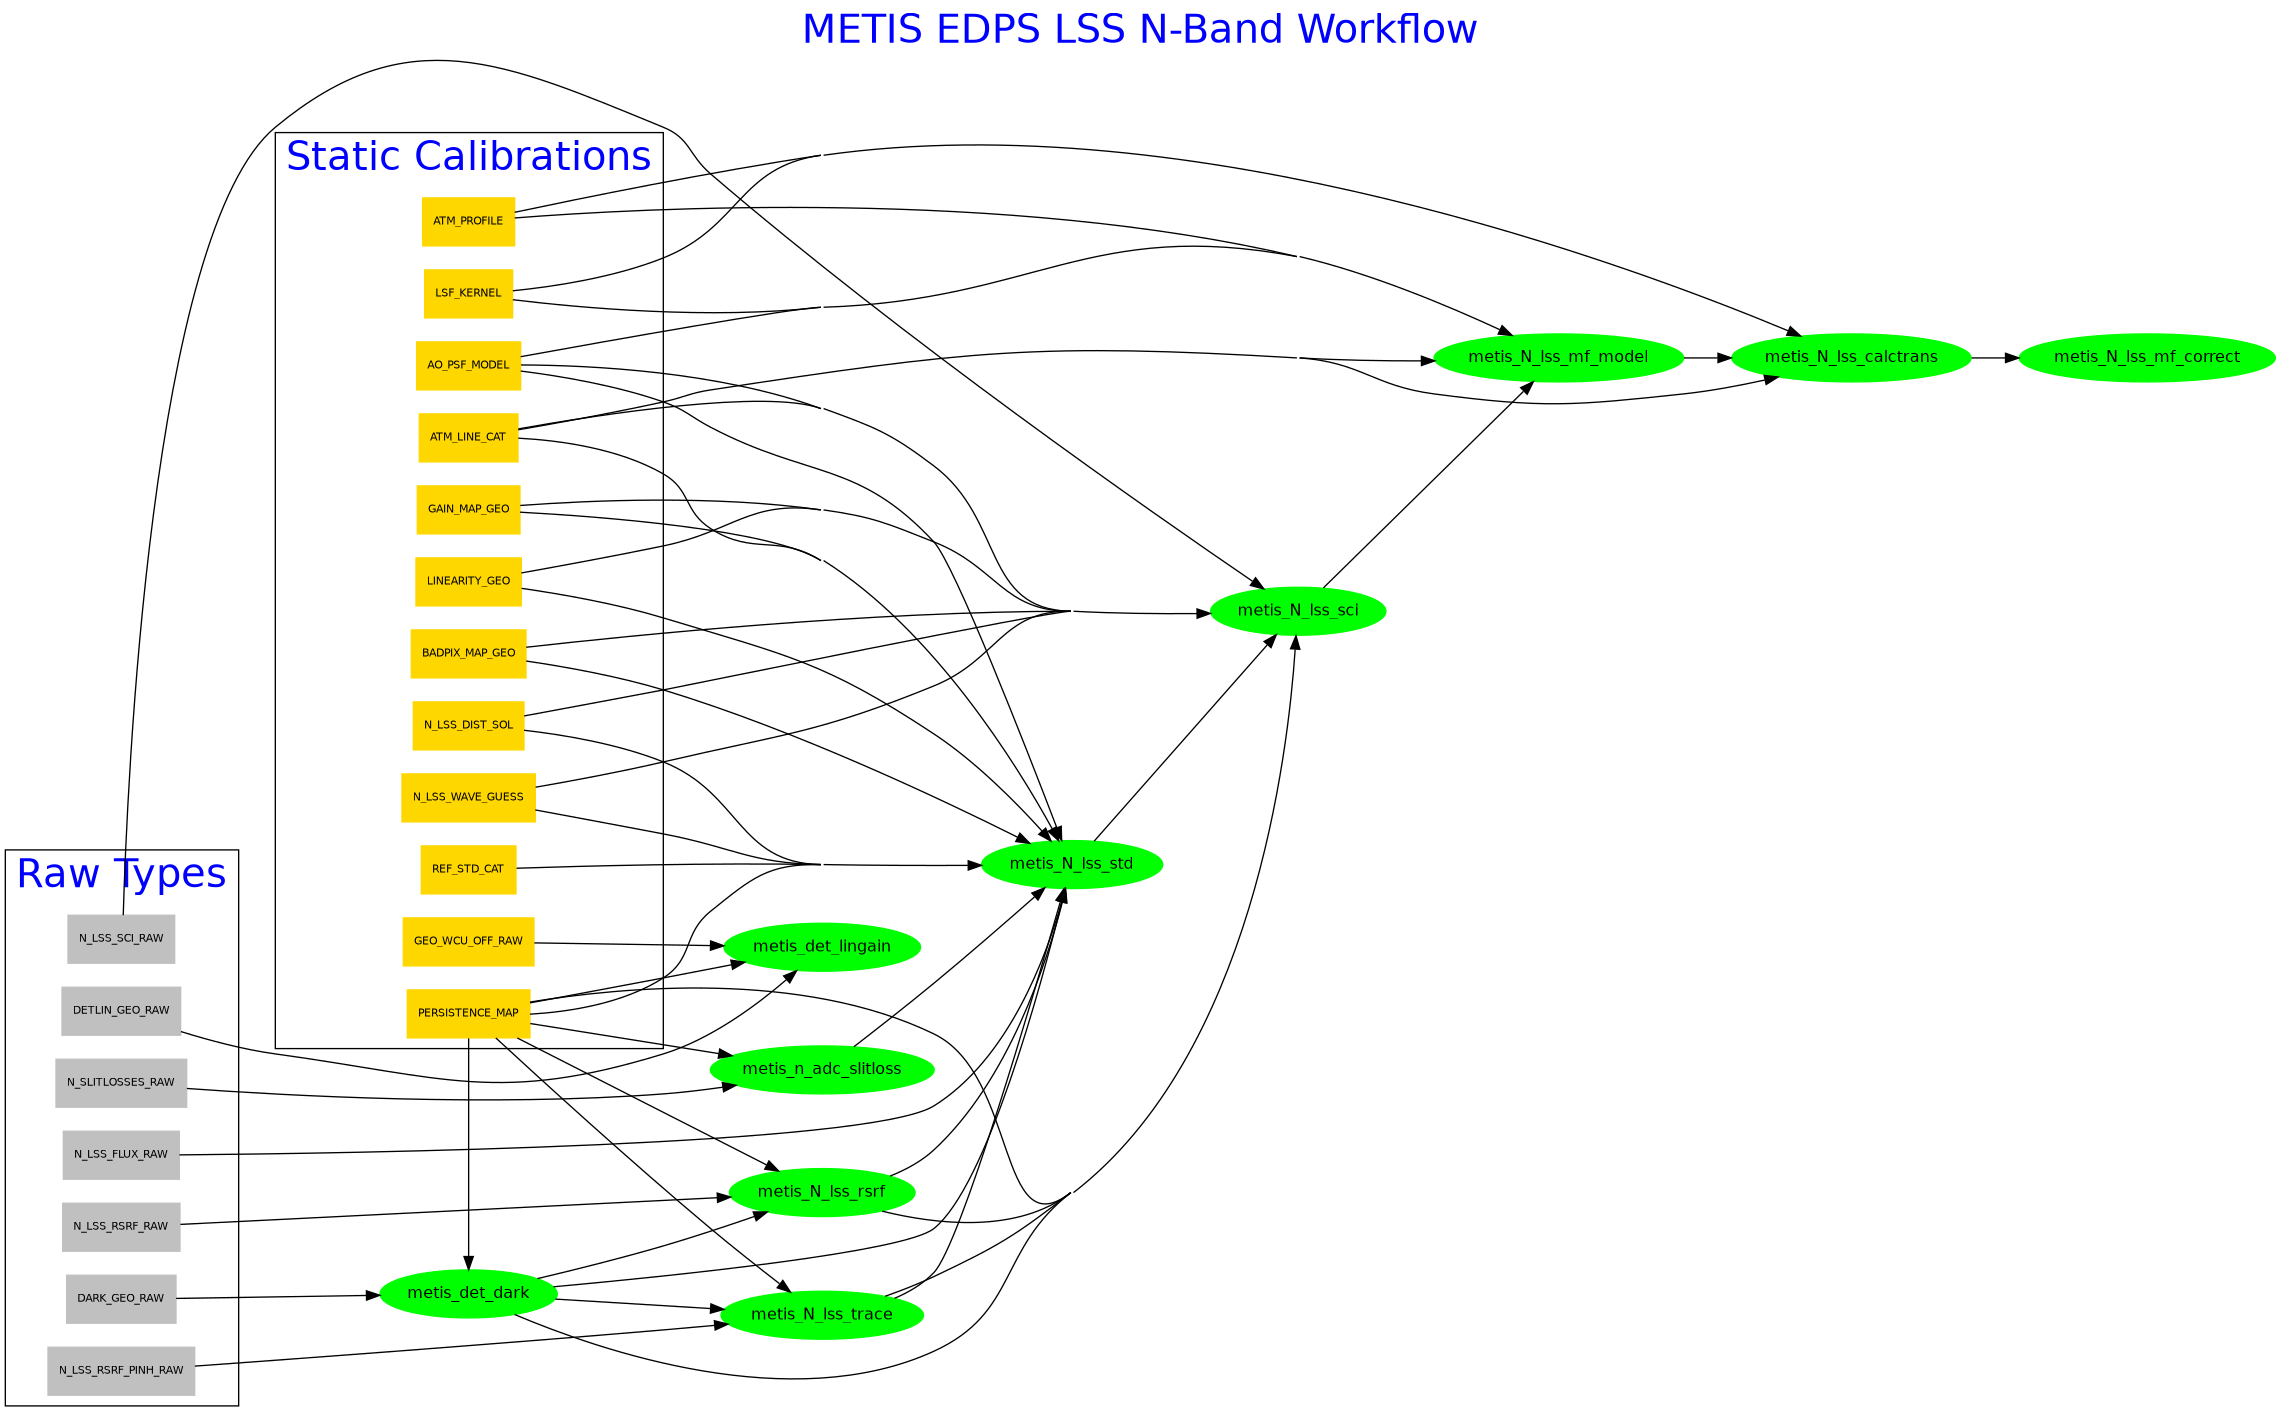 METIS EDPS LSS N-Band Workflow
Static Calibrations
ATM_PROFILE
LSF_KERNEL
AO_PSF_MODEL
ATM_LINE_CAT
GAIN_MAP_GEO
LINEARITY_GEO
BADPIX_MAP_GEO
N_LSS_DIST_SOL
N_LSS_WAVE_GUESS
REF_STD_CAT
GEO_WCU_OFF_RAW
PERSISTENCE_MAP
Raw Types
N_LSS_SCI_RAW
DETLIN_GEO_RAW
N_SLITLOSSES_RAW
N_LSS_FLUX_RAW
N_LSS_RSRF_RAW
DARK_GEO_RAW
N_LSS_RSRF_PINH_RAW
metis_det_dark
metis_det_lingain
metis_n_adc_slitloss
metis_N_lss_rsrf
metis_N_lss_trace
metis_N_lss_std
metis_N_lss_sci
metis_N_lss_mf_model
metis_N_lss_calctrans
metis_N_lss_mf_correct